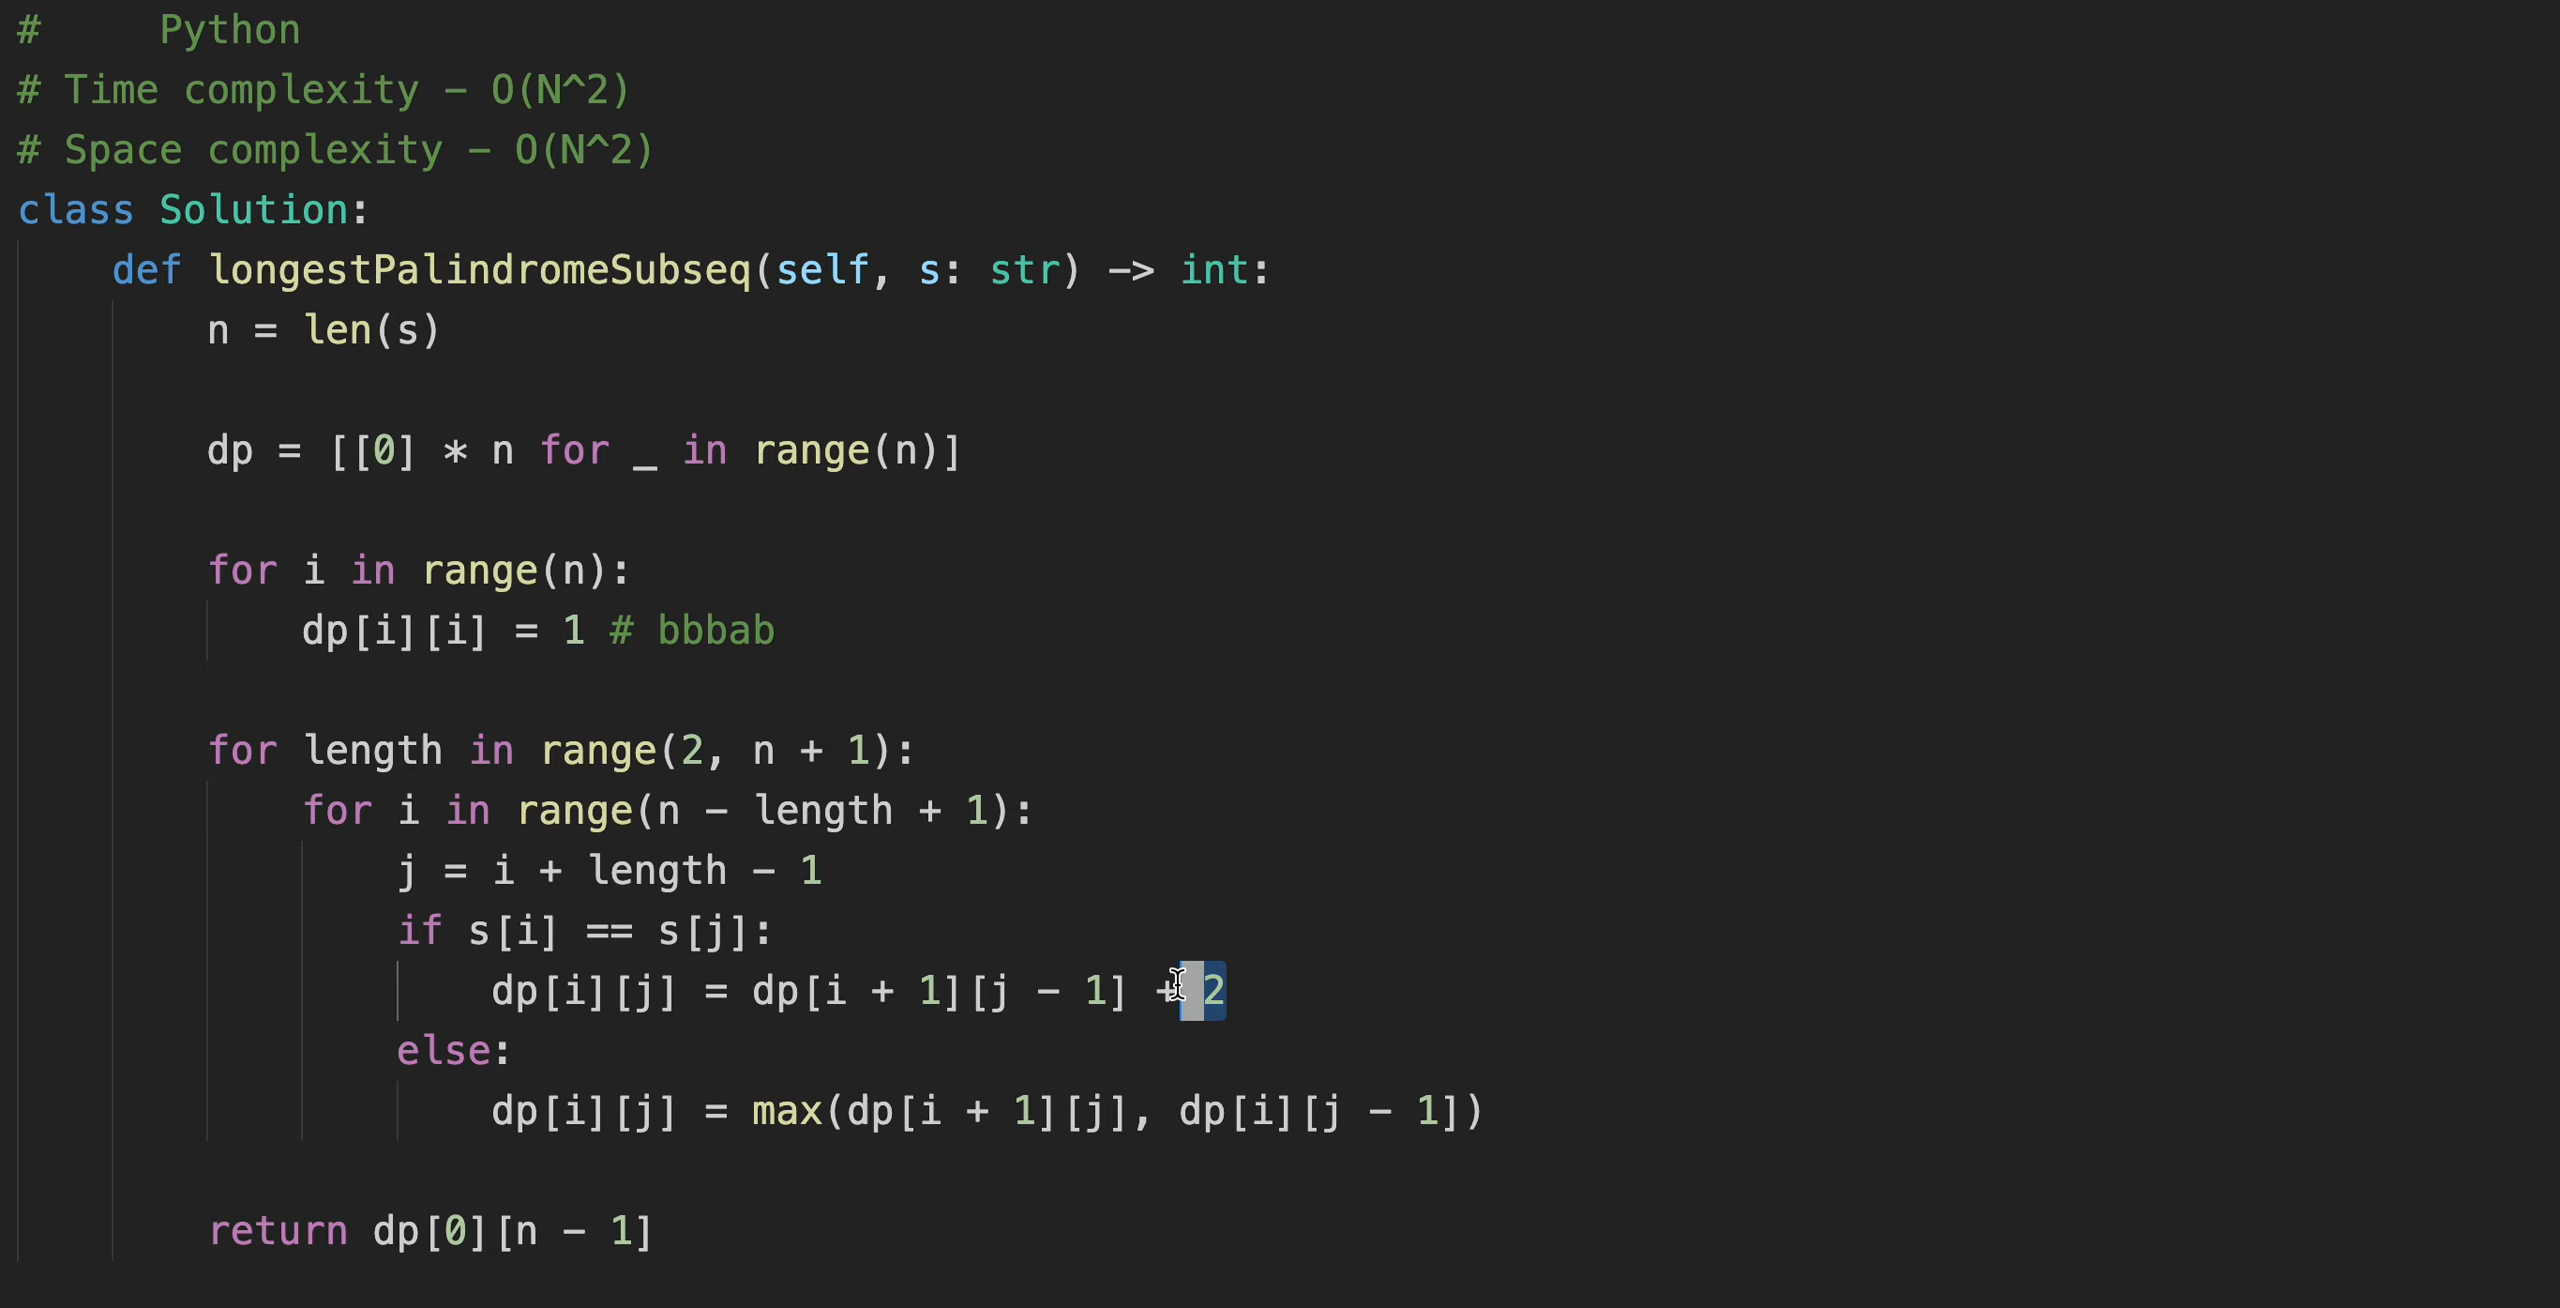 #     Python
# Time complexity - O(N^2)
# Space complexity - O(N^2)
class Solution:
    def longestPalindromeSubseq(self, s: str) -> int:
        n = len(s)

        dp = [[0] * n for _ in range(n)]

        for i in range(n):
            dp[i][i] = 1 # bbbab

        for length in range(2, n + 1):
            for i in range(n - length + 1):
                j = i + length - 1
                if s[i] == s[j]:
                    dp[i][j] = dp[i + 1][j - 1] + 2
                else:
                    dp[i][j] = max(dp[i + 1][j], dp[i][j - 1])

        return dp[0][n - 1]